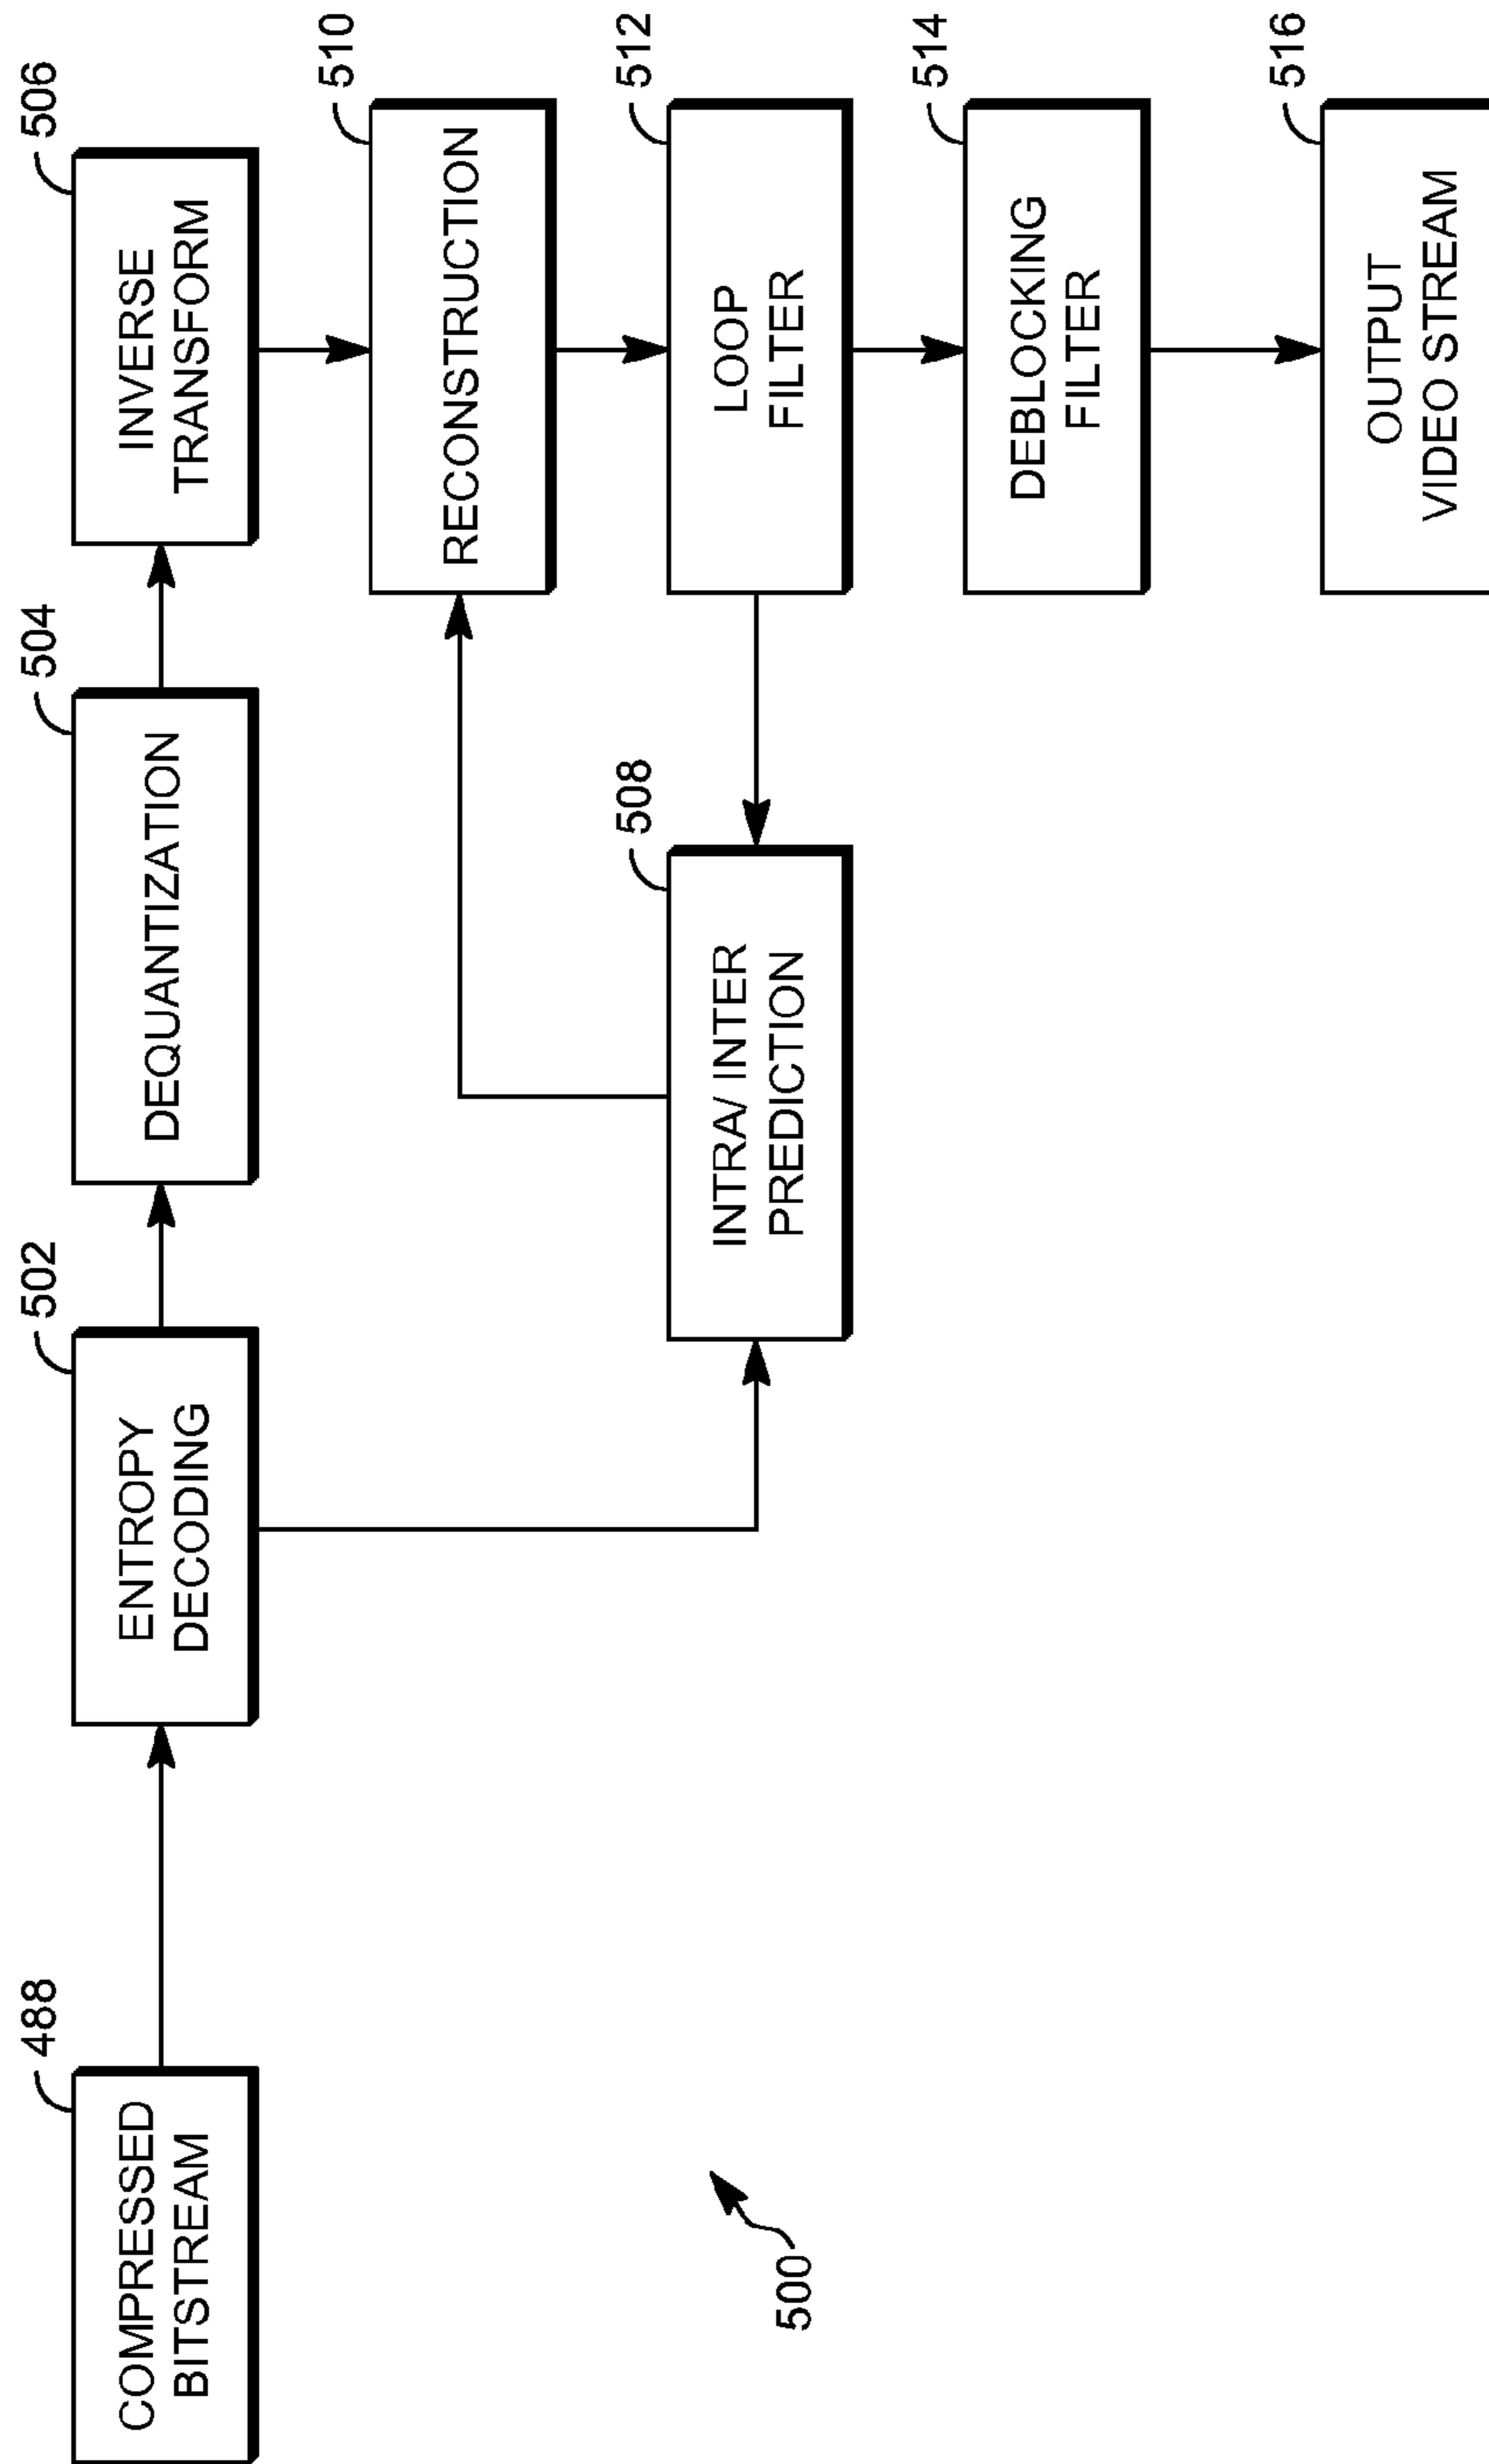 488
COMPRESSED
BITSTREAM
502
ENTROPY
DECODING
504
DEQUANTIZATION
506
INVERSE
TRANSFORM
510
RECONSTRUCTION
508
INTRA/ INTER
PREDICTION
512
LOOP
FILTER
514
DEBLOCKING
FILTER
516
OUTPUT
VIDEO STREAM
500